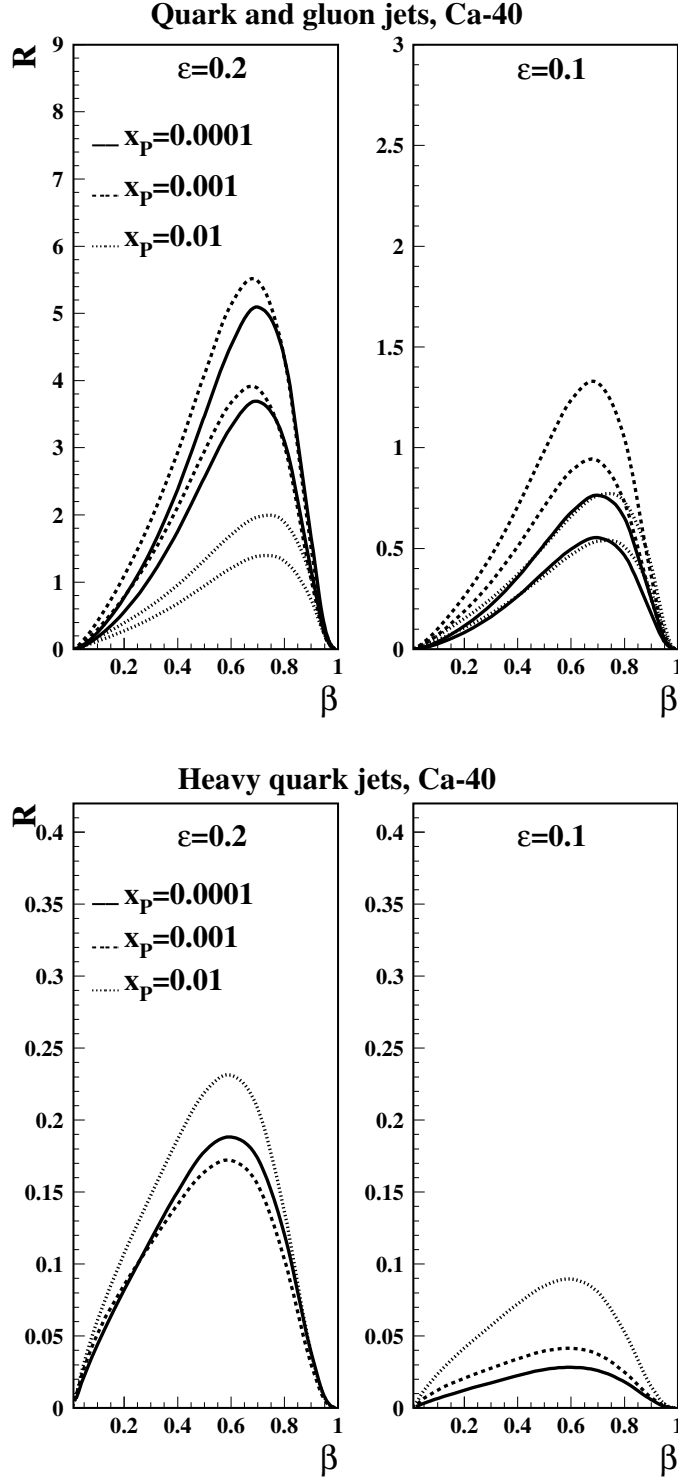 Quark and gluon jets, Ca-40
R
ε=0.2
x_P=0.0001
x_P=0.001
x_P=0.01
9
8
7
6
5
4
3
2
1
0
0.2 0.4 0.6 0.8 1
β
ε=0.1
3
2.5
2
1.5
1
0.5
0
0.2 0.4 0.6 0.8 1
β
Heavy quark jets, Ca-40
R
ε=0.2
x_P=0.0001
x_P=0.001
x_P=0.01
0.4
0.35
0.3
0.25
0.2
0.15
0.1
0.05
0
0.2 0.4 0.6 0.8 1
β
ε=0.1
0.4
0.35
0.3
0.25
0.2
0.15
0.1
0.05
0
0.2 0.4 0.6 0.8 1
β